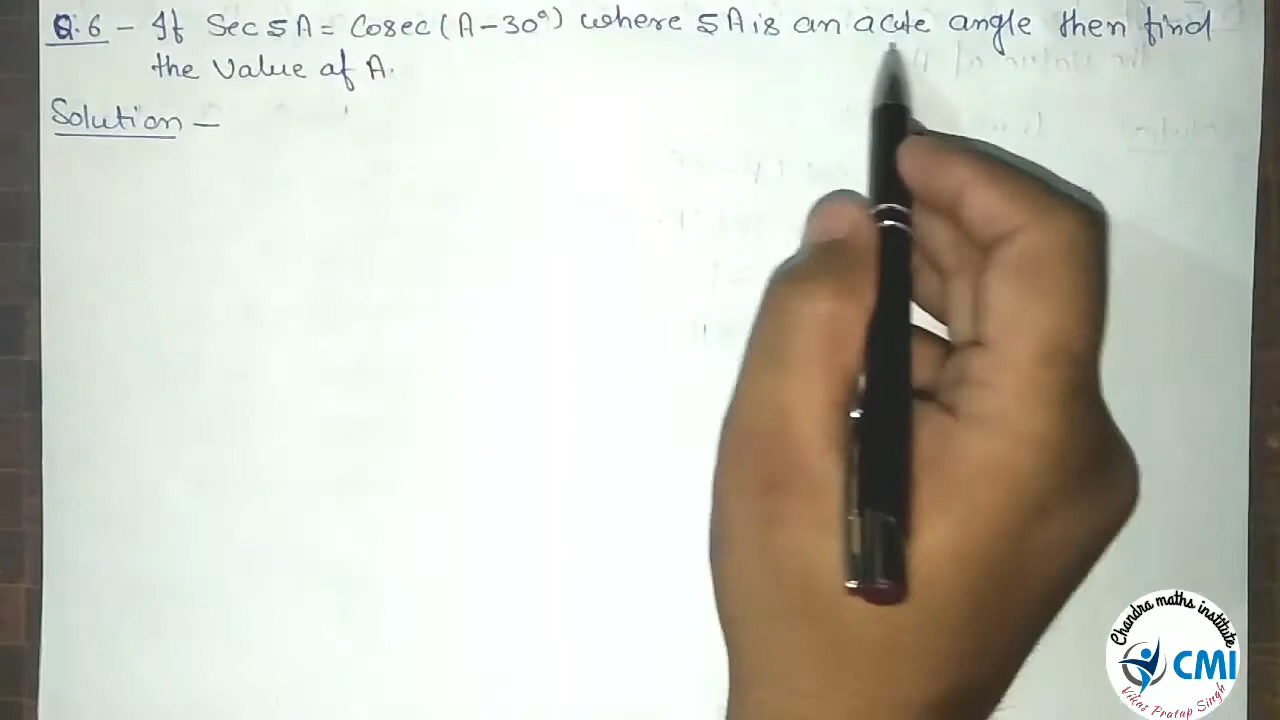 Q.6 - If Sec 5A = Cosec (A-30°) where 5A is an acute angle then find
the value of A.
Solution -
Chandra maths institute
CMI
Vikas Pratap Singh